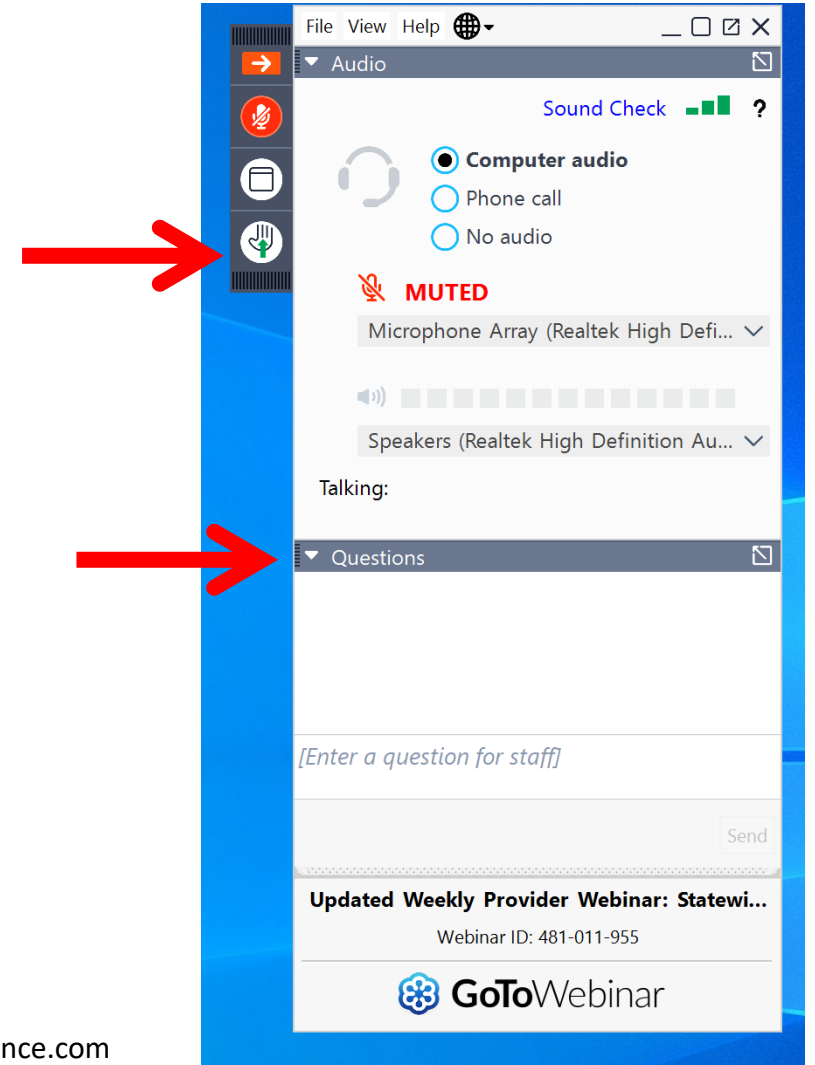 File View Help
Audio
Sound Check ?
Computer audio
Phone call
No audio
MUTED
Microphone Array (Realtek High Defi...
Speakers (Realtek High Definition Au...
Talking:
Questions
[Enter a question for staff]
Send
Updated Weekly Provider Webinar: Statewi...
Webinar ID: 481-011-955
GoToWebinar
nce.com